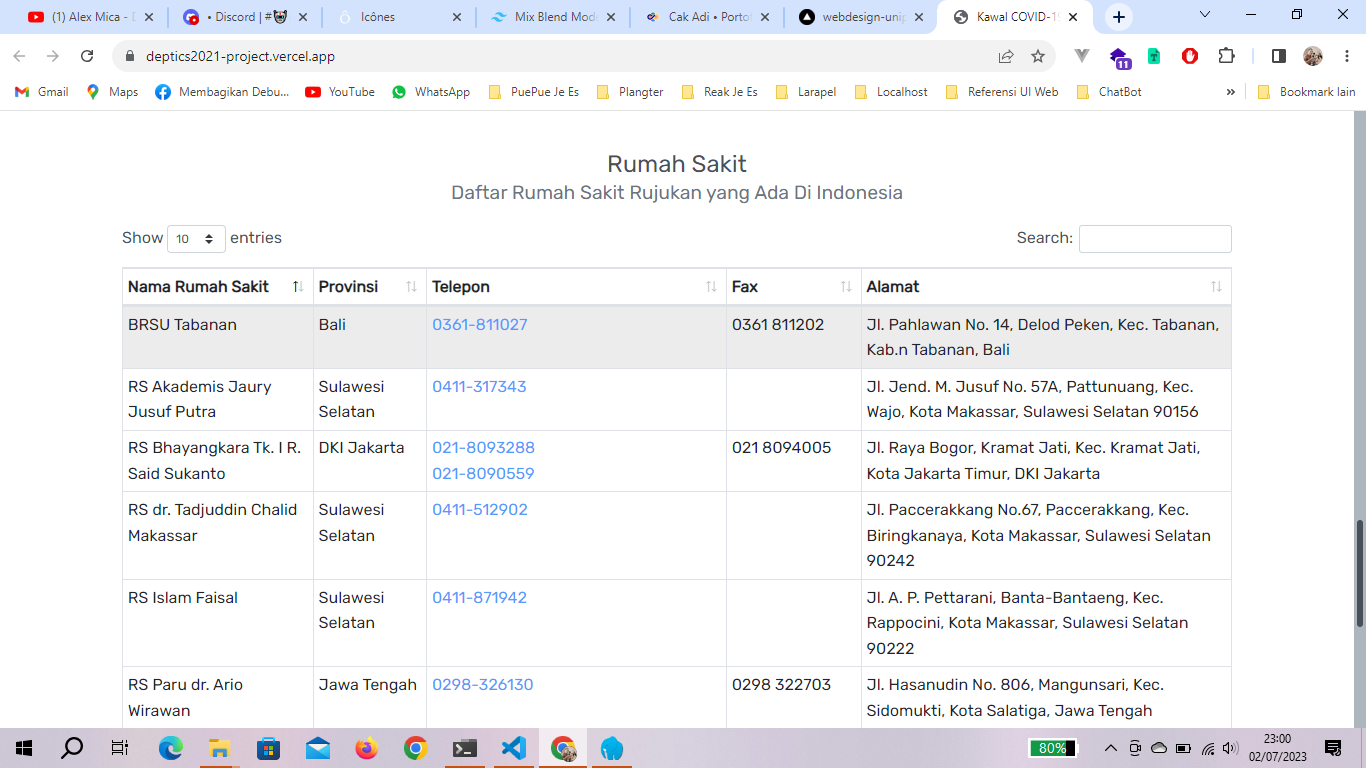 (1) Alex Mica - D
• Discord | #
Icônes
Mix Blend Mod
Cak Adi • Porto
webdesign-unip
Kawal COVID-1
deptics2021-project.vercel.app
11
Gmail
Maps
Membagikan Debu...
YouTube
WhatsApp
PuePue Je Es
Plangter
Reak Je Es
Larapel
Localhost
Referensi UI Web
ChatBot
»
Bookmark lain
Rumah Sakit
Daftar Rumah Sakit Rujukan yang Ada Di Indonesia
Show 10 entries
Search:
Nama Rumah Sakit
Provinsi
Telepon
Fax
Alamat
BRSU Tabanan
Bali
0361-811027
0361 811202
Jl. Pahlawan No. 14, Delod Peken, Kec. Tabanan,
Kab.n Tabanan, Bali
RS Akademis Jaury
Jusuf Putra
Sulawesi
Selatan
0411-317343
Jl. Jend. M. Jusuf No. 57A, Pattunuang, Kec.
Wajo, Kota Makassar, Sulawesi Selatan 90156
RS Bhayangkara Tk. I R.
Said Sukanto
DKI Jakarta
021-8093288
021-8090559
021 8094005
Jl. Raya Bogor, Kramat Jati, Kec. Kramat Jati,
Kota Jakarta Timur, DKI Jakarta
RS dr. Tadjuddin Chalid
Makassar
Sulawesi
Selatan
0411-512902
Jl. Paccerakkang No.67, Paccerakkang, Kec.
Biringkanaya, Kota Makassar, Sulawesi Selatan
90242
RS Islam Faisal
Sulawesi
Selatan
0411-871942
Jl. A. P. Pettarani, Banta-Bantaeng, Kec.
Rappocini, Kota Makassar, Sulawesi Selatan
90222
RS Paru dr. Ario
Wirawan
Jawa Tengah
0298-326130
0298 322703
Jl. Hasanudin No. 806, Mangunsari, Kec.
Sidomukti, Kota Salatiga, Jawa Tengah
80%
23:00
02/07/2023